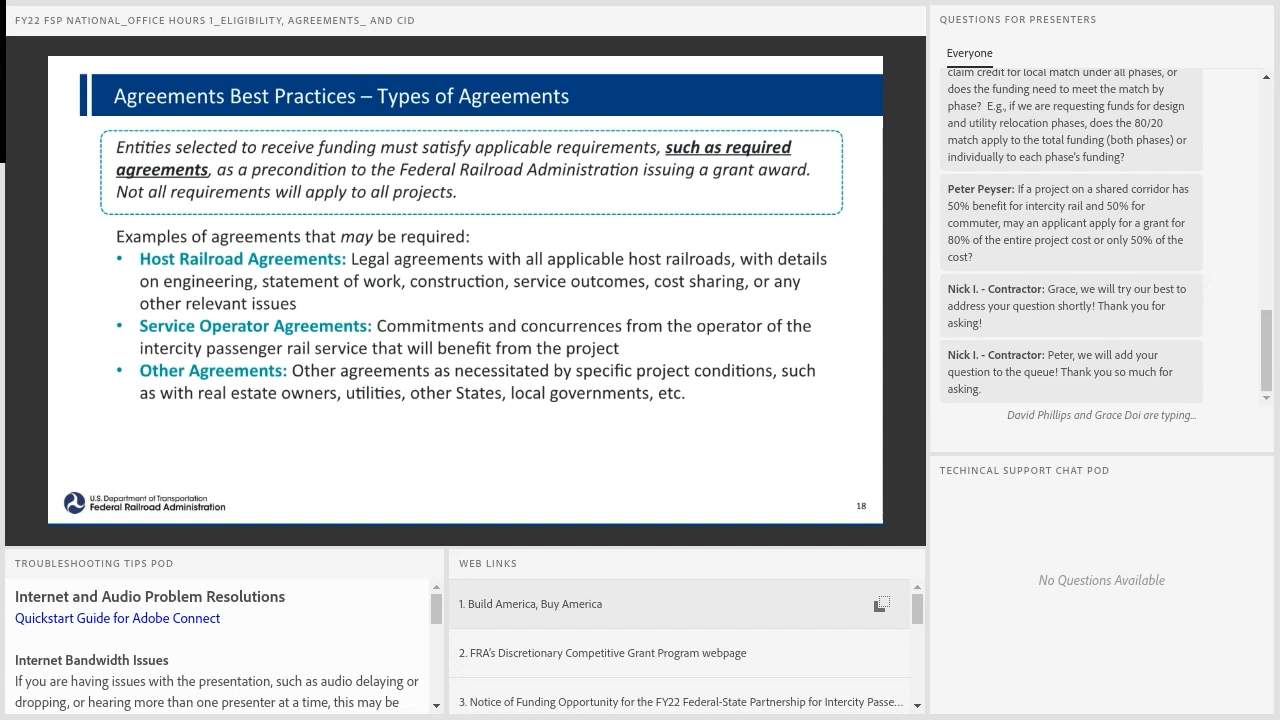 FY22 FSP NATIONAL_OFFICE HOURS 1_ELIGIBILITY, AGREEMENTS_ AND CID
Agreements Best Practices – Types of Agreements
Entities selected to receive funding must satisfy applicable requirements, such as required
agreements, as a precondition to the Federal Railroad Administration issuing a grant award.
Not all requirements will apply to all projects.
Examples of agreements that may be required:
• Host Railroad Agreements: Legal agreements with all applicable host railroads, with details
on engineering, statement of work, construction, service outcomes, cost sharing, or any
other relevant issues
• Service Operator Agreements: Commitments and concurrences from the operator of the
intercity passenger rail service that will benefit from the project
• Other Agreements: Other agreements as necessitated by specific project conditions, such
as with real estate owners, utilities, other States, local governments, etc.
U.S. Department of Transportation
Federal Railroad Administration
18
QUESTIONS FOR PRESENTERS
Everyone
claim credit for local match under all phases, or
does the funding need to meet the match by
phase? E.g., if we are requesting funds for design
and utility relocation phases, does the 80/20
match apply to the total funding (both phases) or
individually to each phase's funding?
Peter Peyser: If a project on a shared corridor has
50% benefit for intercity rail and 50% for
commuter, may an applicant apply for a grant for
80% of the entire project cost or only 50% of the
cost?
Nick I. - Contractor: Grace, we will try our best to
address your question shortly! Thank you for
asking!
Nick I. - Contractor: Peter, we will add your
question to the queue! Thank you so much for
asking.
David Phillips and Grace Doi are typing...
TECHINCAL SUPPORT CHAT POD
No Questions Available
TROUBLESHOOTING TIPS POD
Internet and Audio Problem Resolutions
Quickstart Guide for Adobe Connect
Internet Bandwidth Issues
If you are having issues with the presentation, such as audio delaying or
dropping, or hearing more than one presenter at a time, this may be
WEB LINKS
1. Build America, Buy America
2. FRA's Discretionary Competitive Grant Program webpage
3. Notice of Funding Opportunity for the FY22 Federal-State Partnership for Intercity Passe...